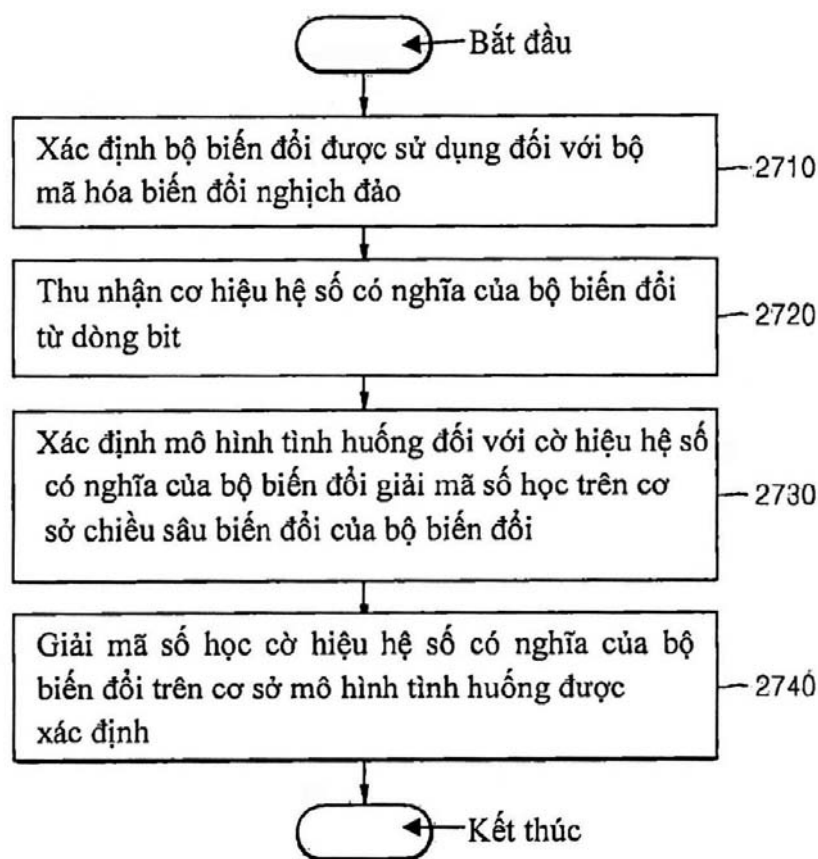 Bắt đầu
Xác định bộ biến đổi được sử dụng đối với bộ
mã hóa biến đổi nghịch đảo
2710
Thu nhận cơ hiệu hệ số có nghĩa của bộ biến đổi
từ dòng bit
2720
Xác định mô hình tình huống đối với cờ hiệu hệ số
có nghĩa của bộ biến đổi giải mã số học trên cơ
sở chiều sâu biến đổi của bộ biến đổi
2730
Giải mã số học cờ hiệu hệ số có nghĩa của bộ
biến đổi trên cơ sở mô hình tình huống được
xác định
2740
Kết thúc